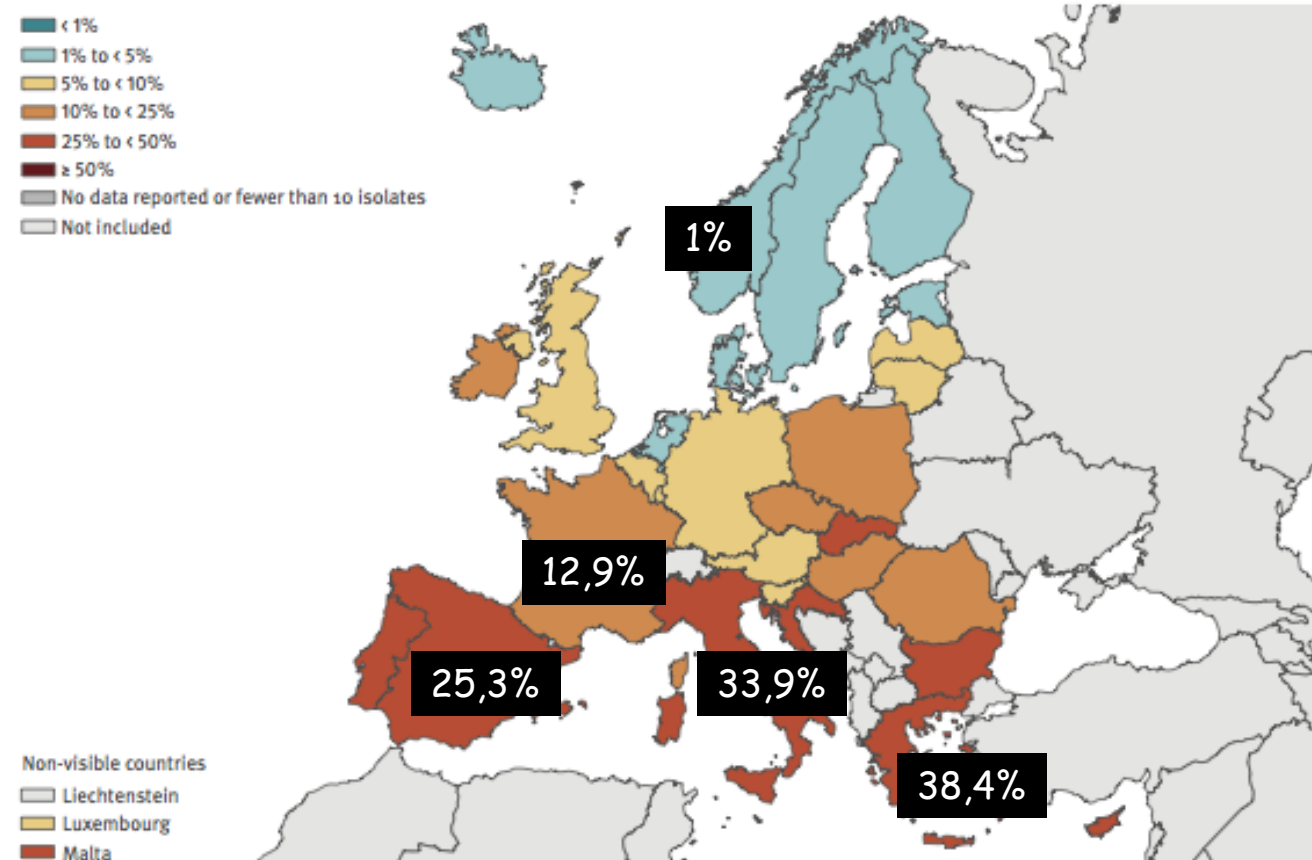 < 1%
1% to < 5%
5% to < 10%
10% to < 25%
25% to < 50%
≥ 50%
No data reported or fewer than 10 isolates
Not included
1%
12,9%
25,3%
33,9%
38,4%
Non-visible countries
Liechtenstein
Luxembourg
Malta